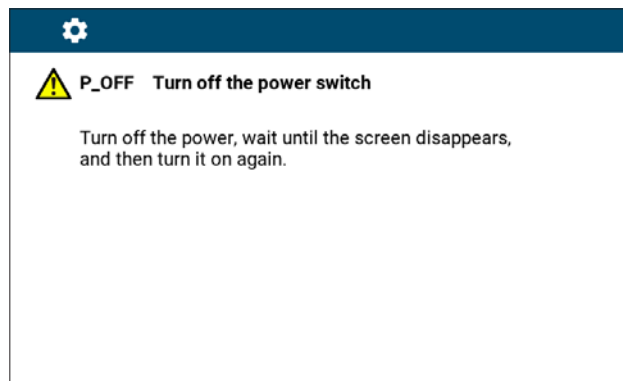 P_OFF Turn off the power switch
Turn off the power, wait until the screen disappears,
and then turn it on again.